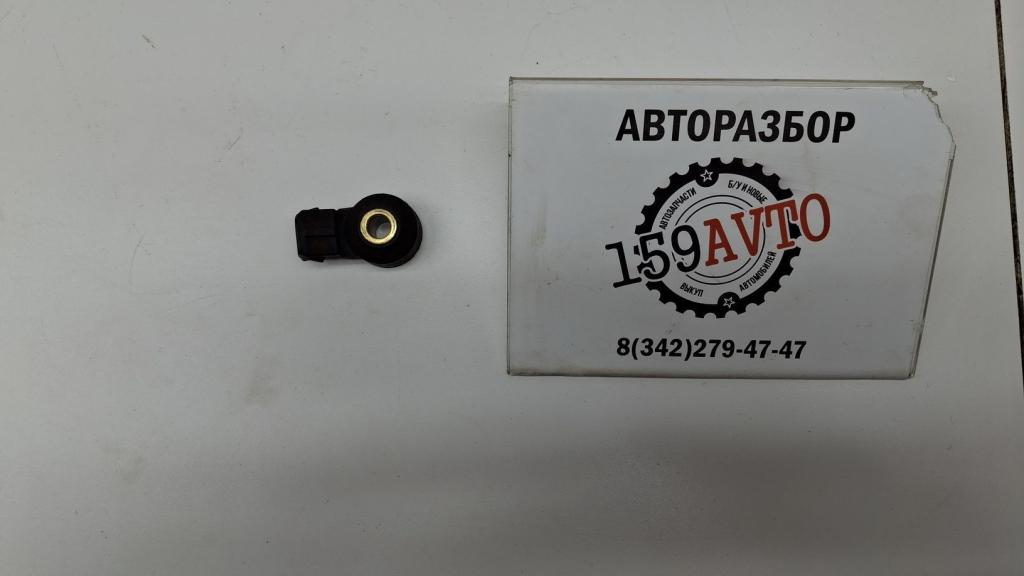 АВТОРАЗБОР
АВТОЗАПЧАСТИ
Б/У И НОВЫЕ
159AVTO
ВЫКУП
АВТОМОБИЛЕЙ
8(342)279-47-47